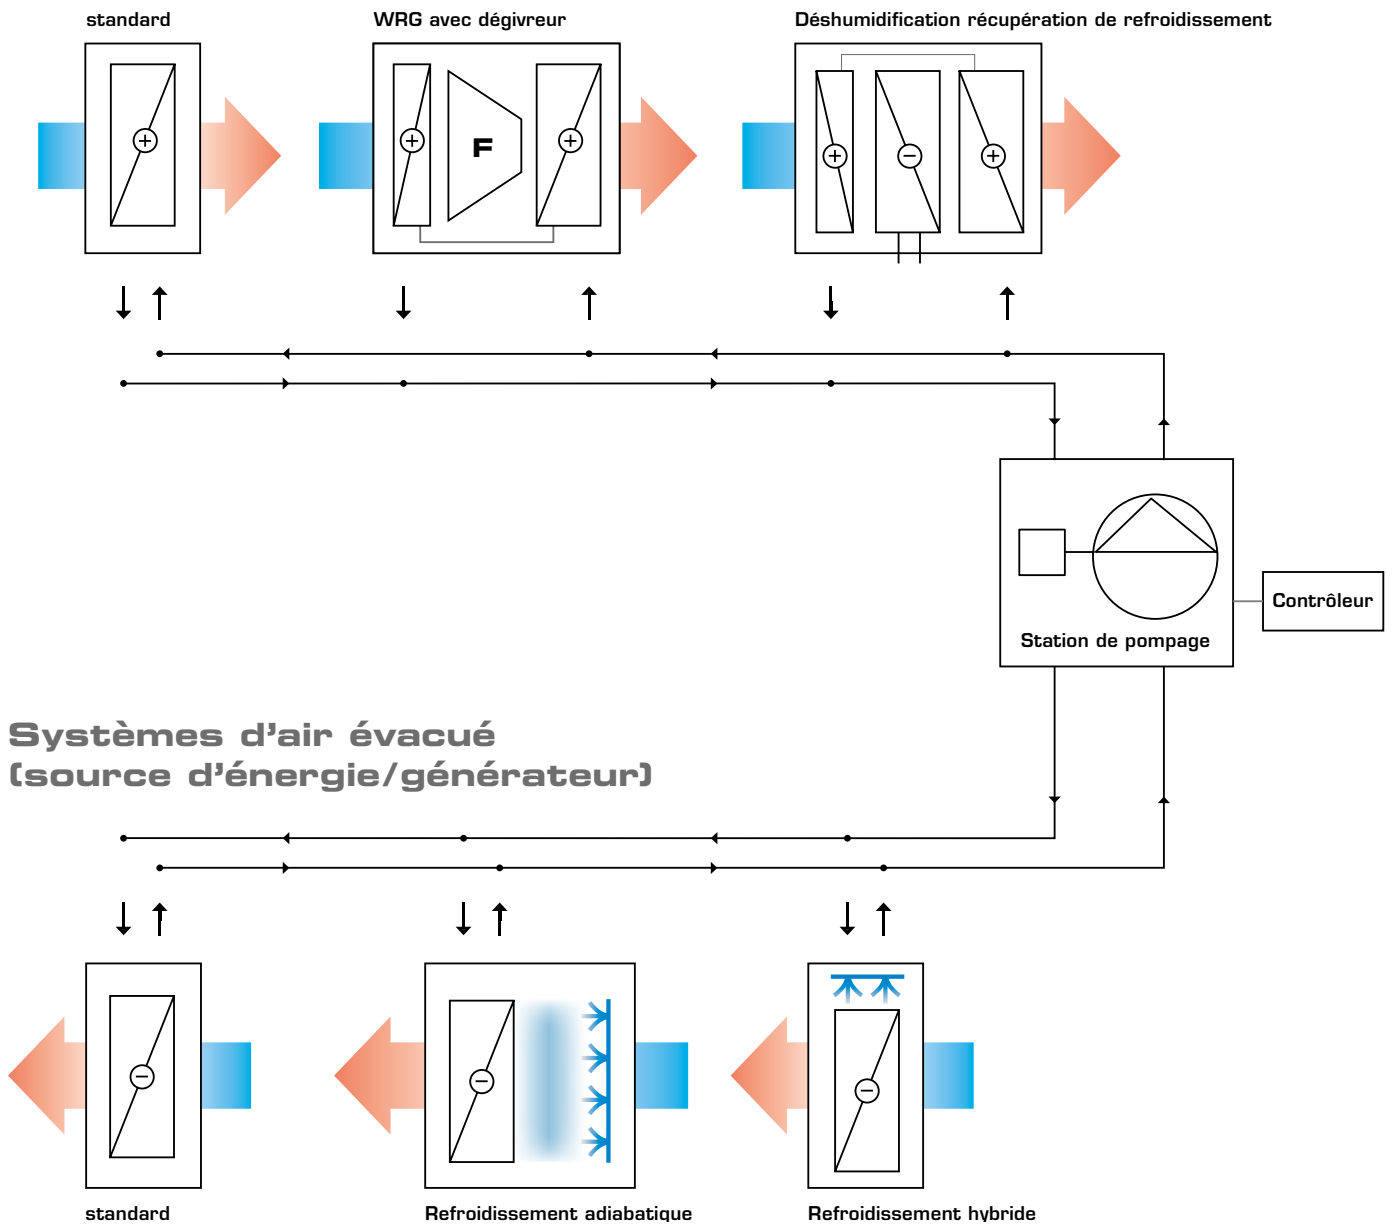 standard
WRG avec dégivreur
Déshumidification récupération de refroidissement
F
Contrôleur
Station de pompage
Systèmes d'air évacué
(source d'énergie/générateur)
standard
Refroidissement adiabatique
Refroidissement hybride